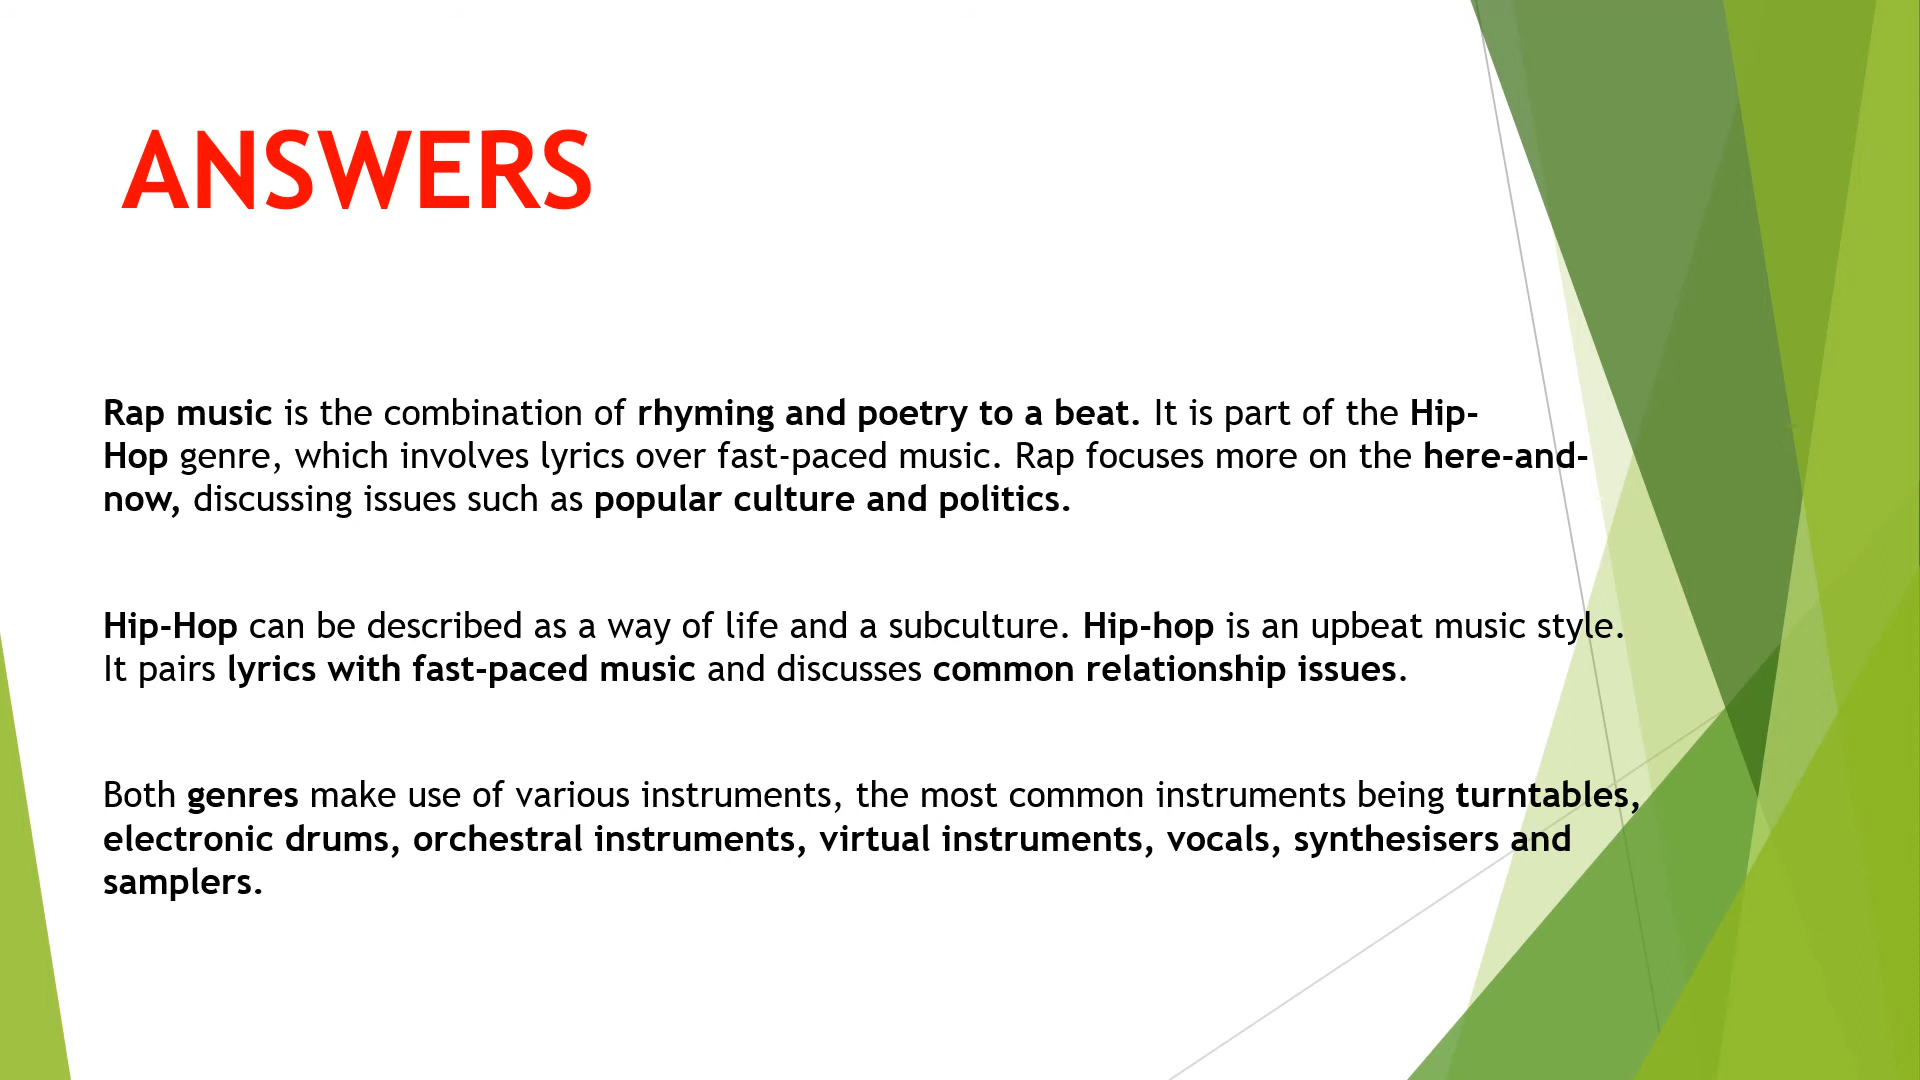 ANSWERS
Rap music is the combination of rhyming and poetry to a beat. It is part of the Hip-
Hop genre, which involves lyrics over fast-paced music. Rap focuses more on the here-and-
now, discussing issues such as popular culture and politics.
Hip-Hop can be described as a way of life and a subculture. Hip-hop is an upbeat music style.
It pairs lyrics with fast-paced music and discusses common relationship issues.
Both genres make use of various instruments, the most common instruments being turntables,
electronic drums, orchestral instruments, virtual instruments, vocals, synthesisers and
samplers.